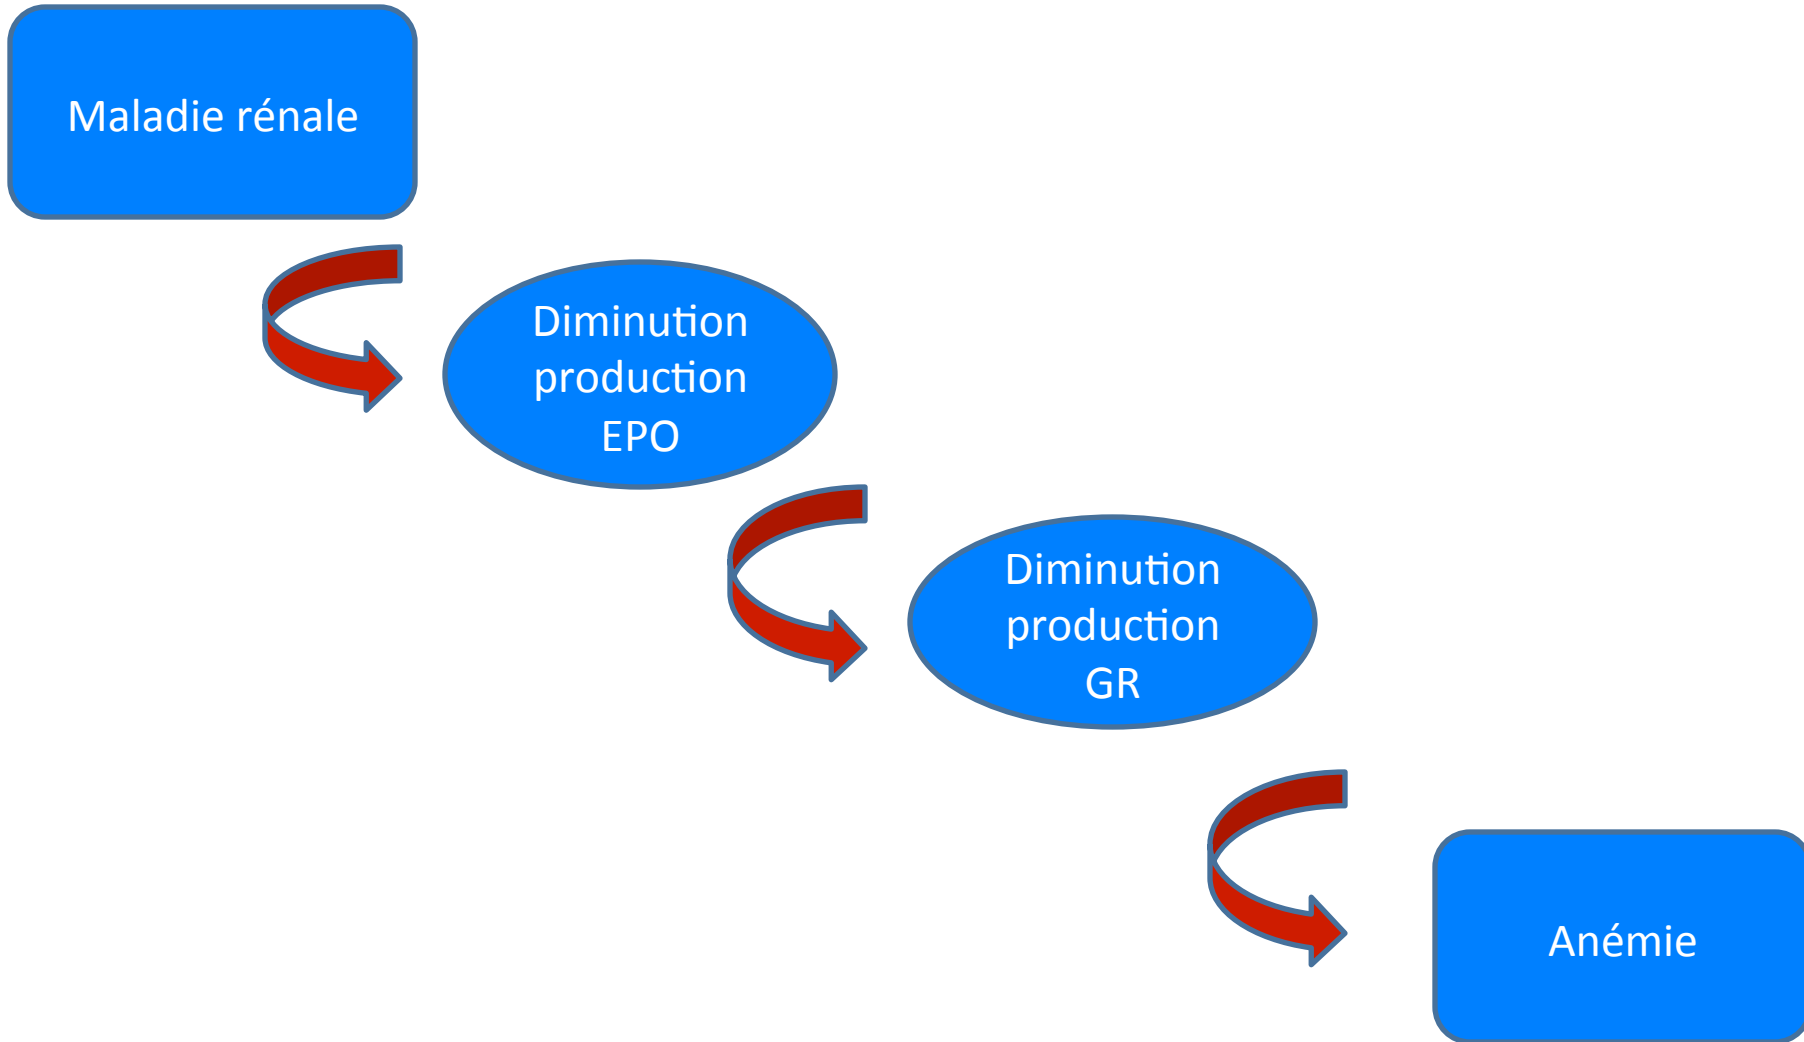 Maladie rénale
Diminution
production
EPO
Diminution
production
GR
Anémie